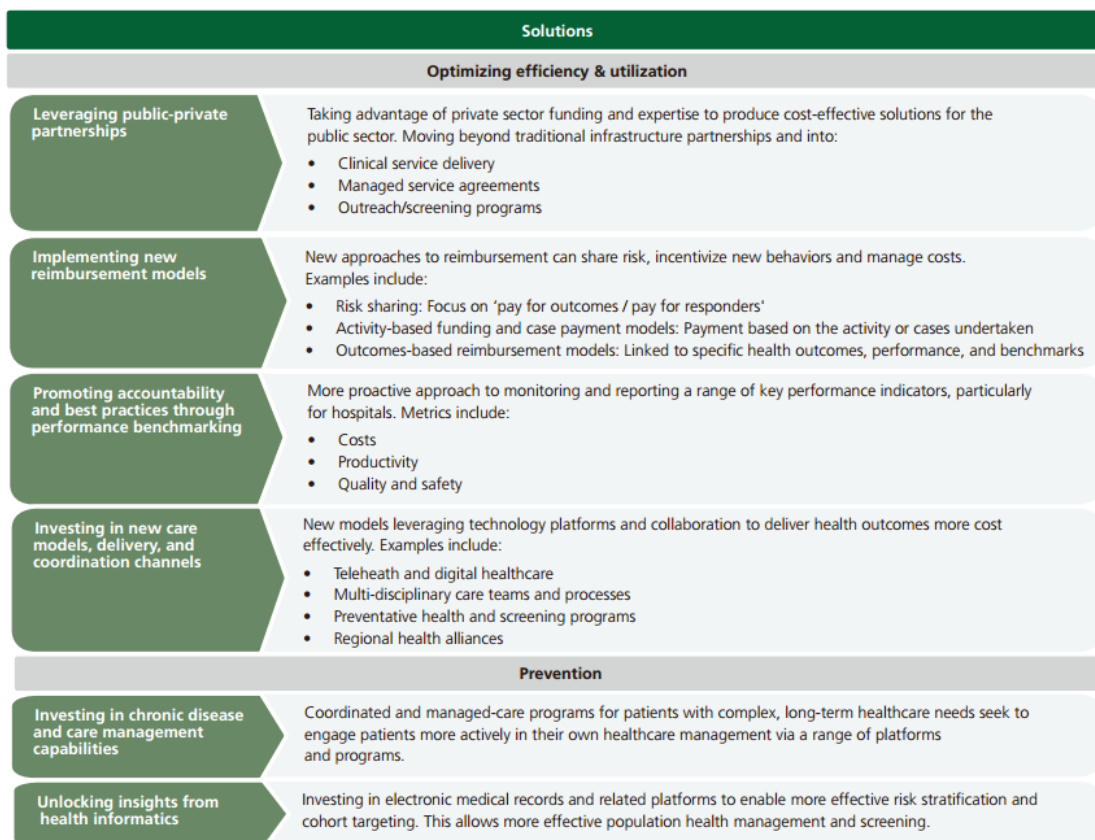 Solutions
Optimizing efficiency & utilization
Leveraging public-private
partnerships
Taking advantage of private sector funding and expertise to produce cost-effective solutions for the
public sector. Moving beyond traditional infrastructure partnerships and into:
• Clinical service delivery
• Managed service agreements
• Outreach/screening programs
Implementing new
reimbursement models
New approaches to reimbursement can share risk, incentivize new behaviors and manage costs.
Examples include:
• Risk sharing: Focus on ‘pay for outcomes / pay for responders'
• Activity-based funding and case payment models: Payment based on the activity or cases undertaken
• Outcomes-based reimbursement models: Linked to specific health outcomes, performance, and benchmarks
Promoting accountability
and best practices through
performance benchmarking
More proactive approach to monitoring and reporting a range of key performance indicators, particularly
for hospitals. Metrics include:
• Costs
• Productivity
• Quality and safety
Investing in new care
models, delivery, and
coordination channels
New models leveraging technology platforms and collaboration to deliver health outcomes more cost
effectively. Examples include:
• Teleheath and digital healthcare
• Multi-disciplinary care teams and processes
• Preventative health and screening programs
• Regional health alliances
Prevention
Investing in chronic disease
and care management
capabilities
Coordinated and managed-care programs for patients with complex, long-term healthcare needs seek to
engage patients more actively in their own healthcare management via a range of platforms
and programs.
Unlocking insights from
health informatics
Investing in electronic medical records and related platforms to enable more effective risk stratification and
cohort targeting. This allows more effective population health management and screening.